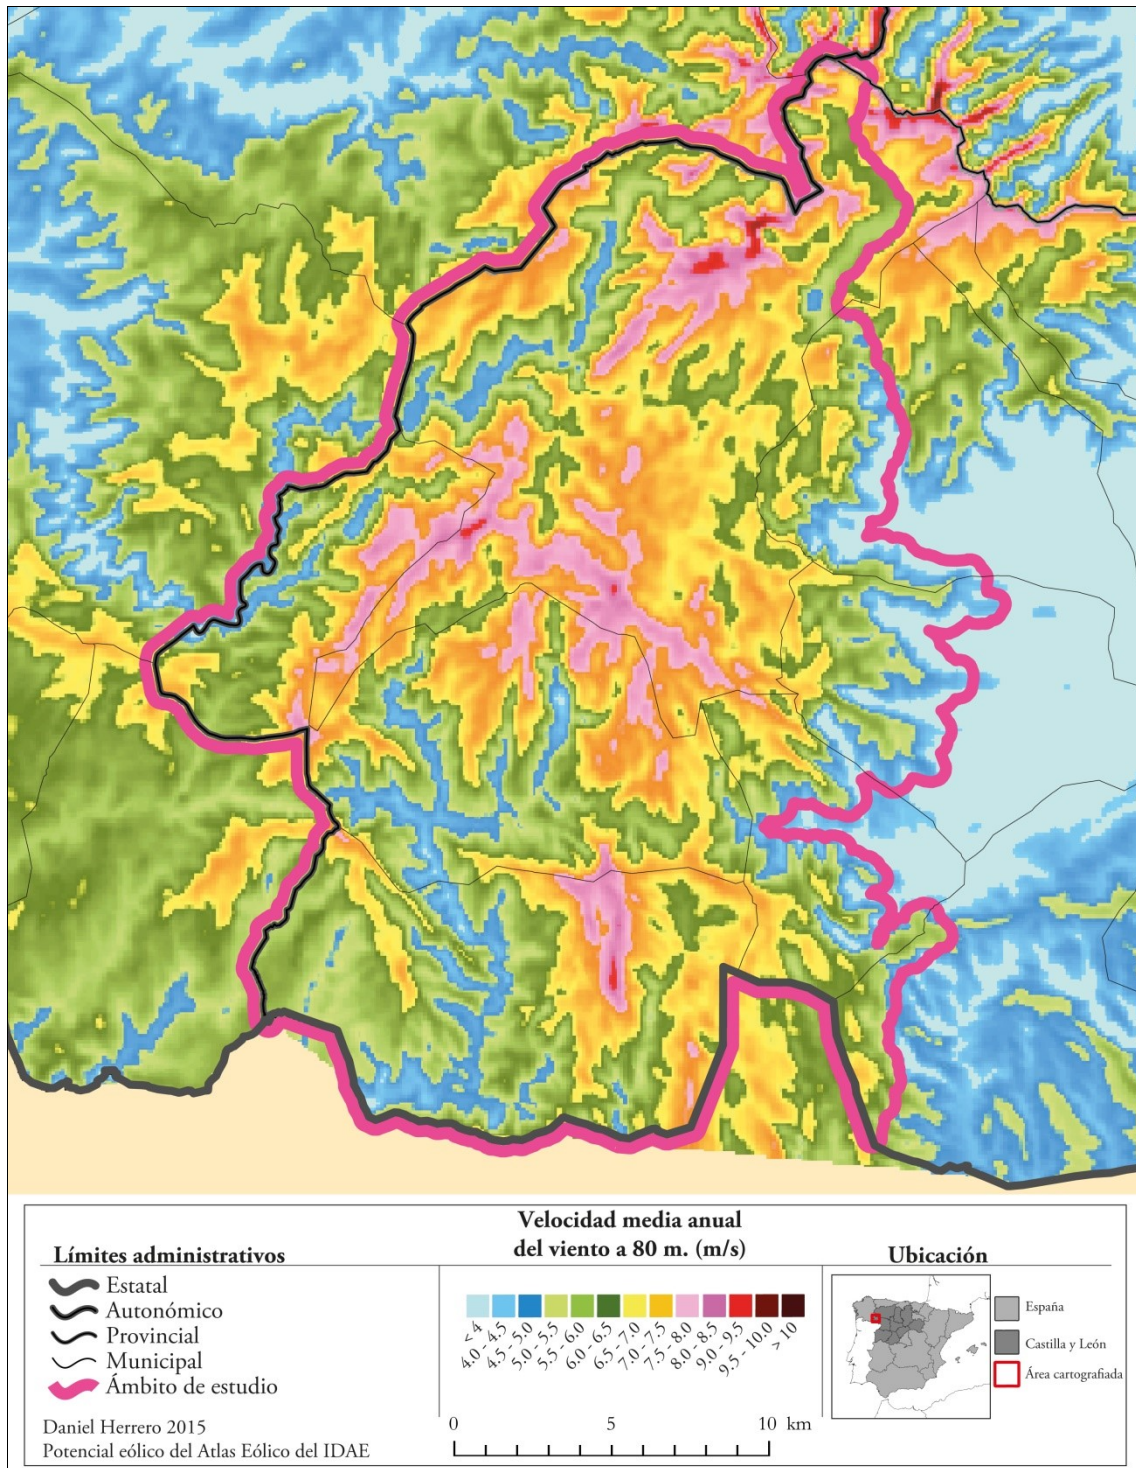 Límites administrativos
Estatal
Autonómico
Provincial
Municipal
Ámbito de estudio
Daniel Herrero 2015
Potencial eólico del Atlas Eólico del IDAE
Velocidad media anual
del viento a 80 m. (m/s)
< 4
4.0 - 4.5
4.5 - 5.0
5.0 - 5.5
5.5 - 6.0
6.0 - 6.5
6.5 - 7.0
7.0 - 7.5
7.5 - 8.0
8.0 - 8.5
9.0 - 9.5
9.5 - 10.0
> 10
0 5 10 km
Ubicación
España
Castilla y León
Área cartografiada